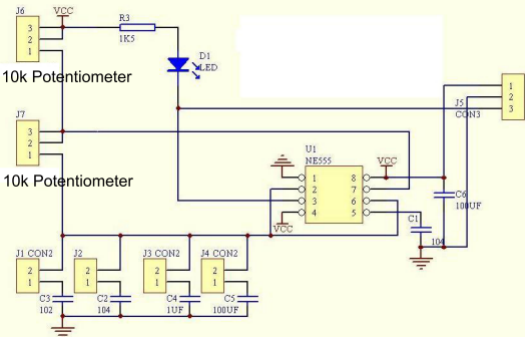 J6
VCC
R3
3
2
1
1K5
D1
LED
10k Potentiometer
J7
3
2
1
10k Potentiometer
J5
CON3
1
2
3
U1
NE555
VCC
1
2
3
4
8
7
6
5
VCC
C1
104
C6
100UF
J1 CON2
J2
J3 CON2
J4 CON2
2
1
2
1
2
1
2
1
C3
102
C2
104
C4
1UF
C5
100UF